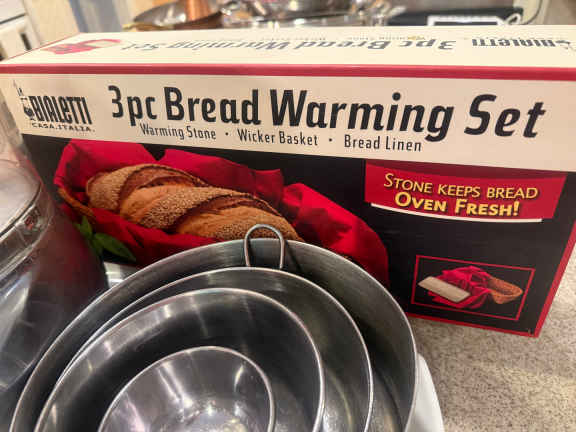 3pc Bread Warming Set
BIALETTI
BIALETTI
CASA.ITALIA.
3pc Bread Warming Set
Warming Stone • Wicker Basket • Bread Linen
STONE KEEPS BREAD
OVEN FRESH!